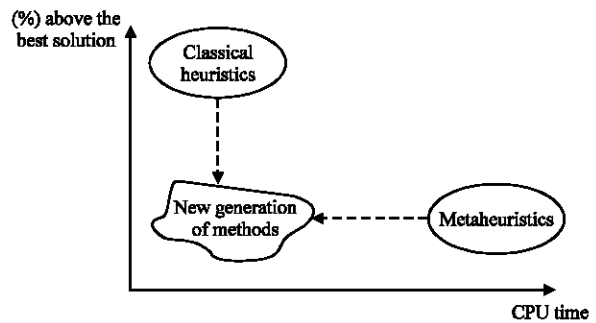 (%) above the
best solution
Classical
heuristics
New generation
of methods
Metaheuristics
CPU time